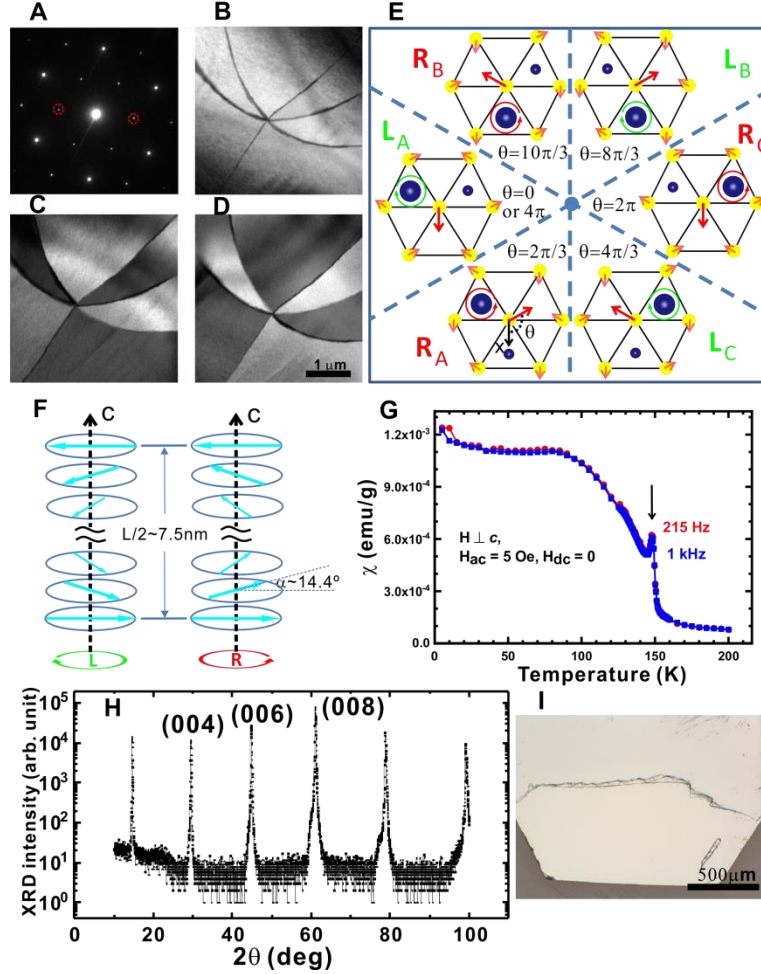 A
B
C
D
1 μm
E
R_B
L_B
L_A
R_C
θ=10π/3
θ=8π/3
θ=0
or 4π
θ=2π
θ=2π/3
θ=4π/3
R_A
x
θ
L_C
F
C
C
L/2~7.5nm
α~14.4°
L
R
G
χ (emu/g)
1.2x10⁻³
9.0x10⁻⁴
6.0x10⁻⁴
3.0x10⁻⁴
0.0
215 Hz
1 kHz
H ⊥ c,
Hac = 5 Oe, Hdc = 0
0 50 100 150 200
Temperature (K)
H
XRD intensity (arb. unit)
10⁵
10⁴
10³
10²
10¹
10⁰
(004)
(006)
(008)
0 20 40 60 80 100
2θ (deg)
I
500μm